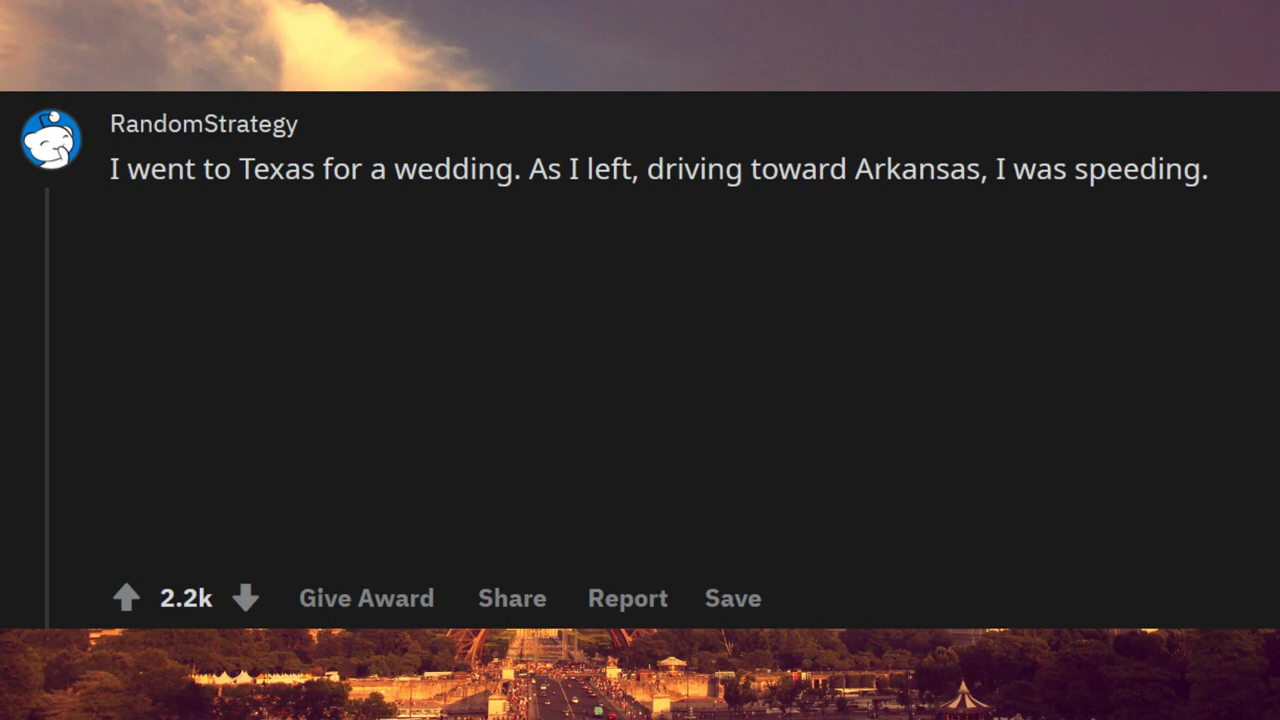 RandomStrategy
I went to Texas for a wedding. As I left, driving toward Arkansas, I was speeding.
2.2k Give Award Share Report Save